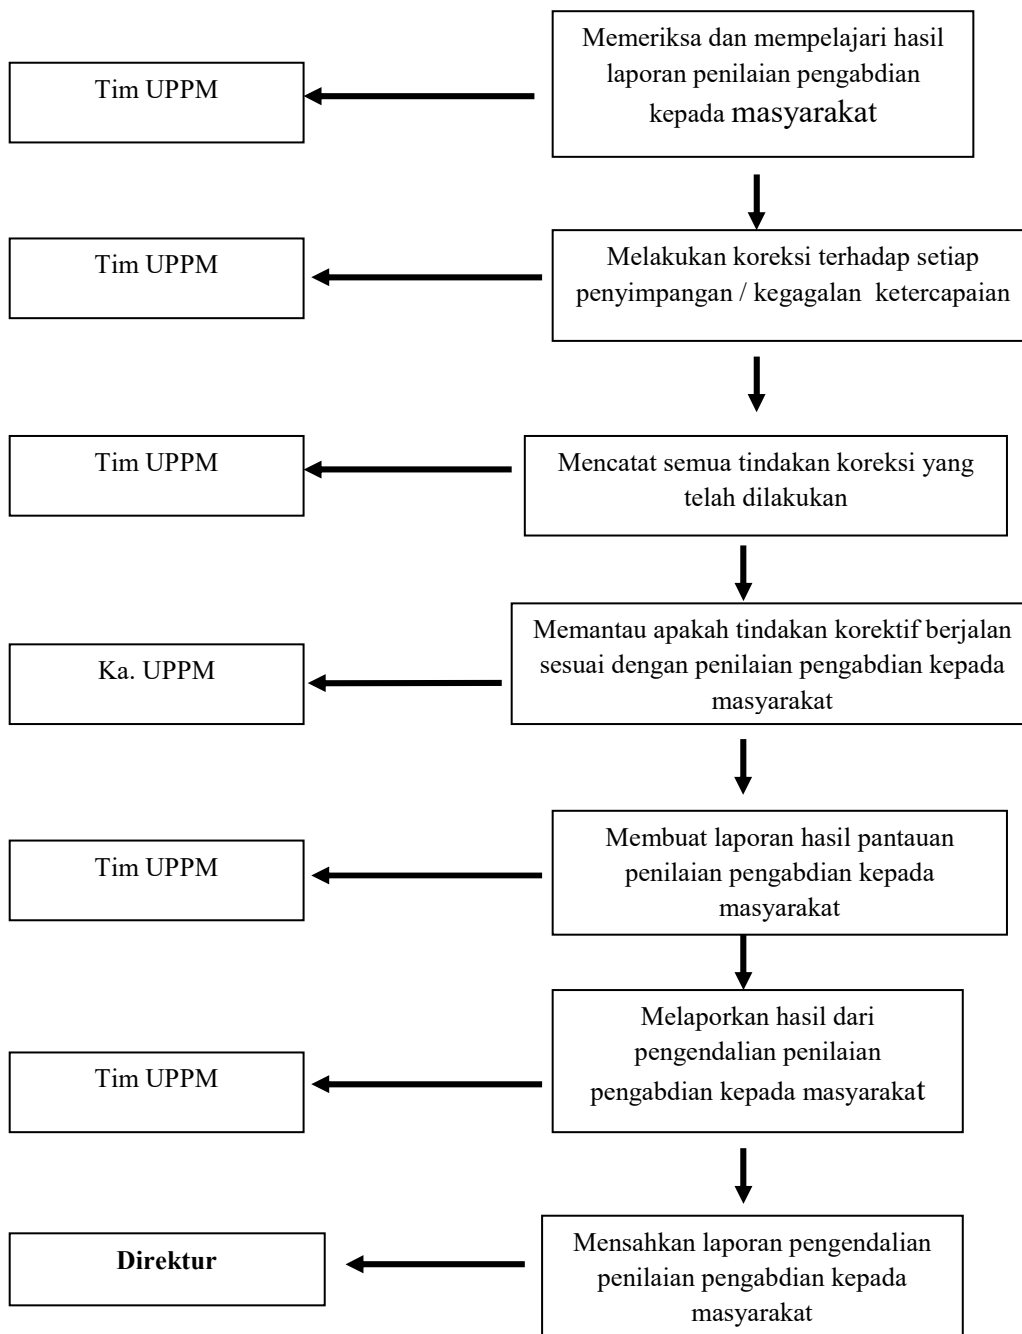 Memeriksa dan mempelajari hasil
laporan penilaian pengabdian
kepada masyarakat
Tim UPPM
Melakukan koreksi terhadap setiap
penyimpangan / kegagalan ketercapaian
Tim UPPM
Mencatat semua tindakan koreksi yang
telah dilakukan
Tim UPPM
Memantau apakah tindakan korektif berjalan
sesuai dengan penilaian pengabdian kepada
masyarakat
Ka. UPPM
Membuat laporan hasil pantauan
penilaian pengabdian kepada
masyarakat
Tim UPPM
Melaporkan hasil dari
pengendalian penilaian
pengabdian kepada masyarakat
Tim UPPM
Mensahkan laporan pengendalian
penilaian pengabdian kepada
masyarakat
Direktur